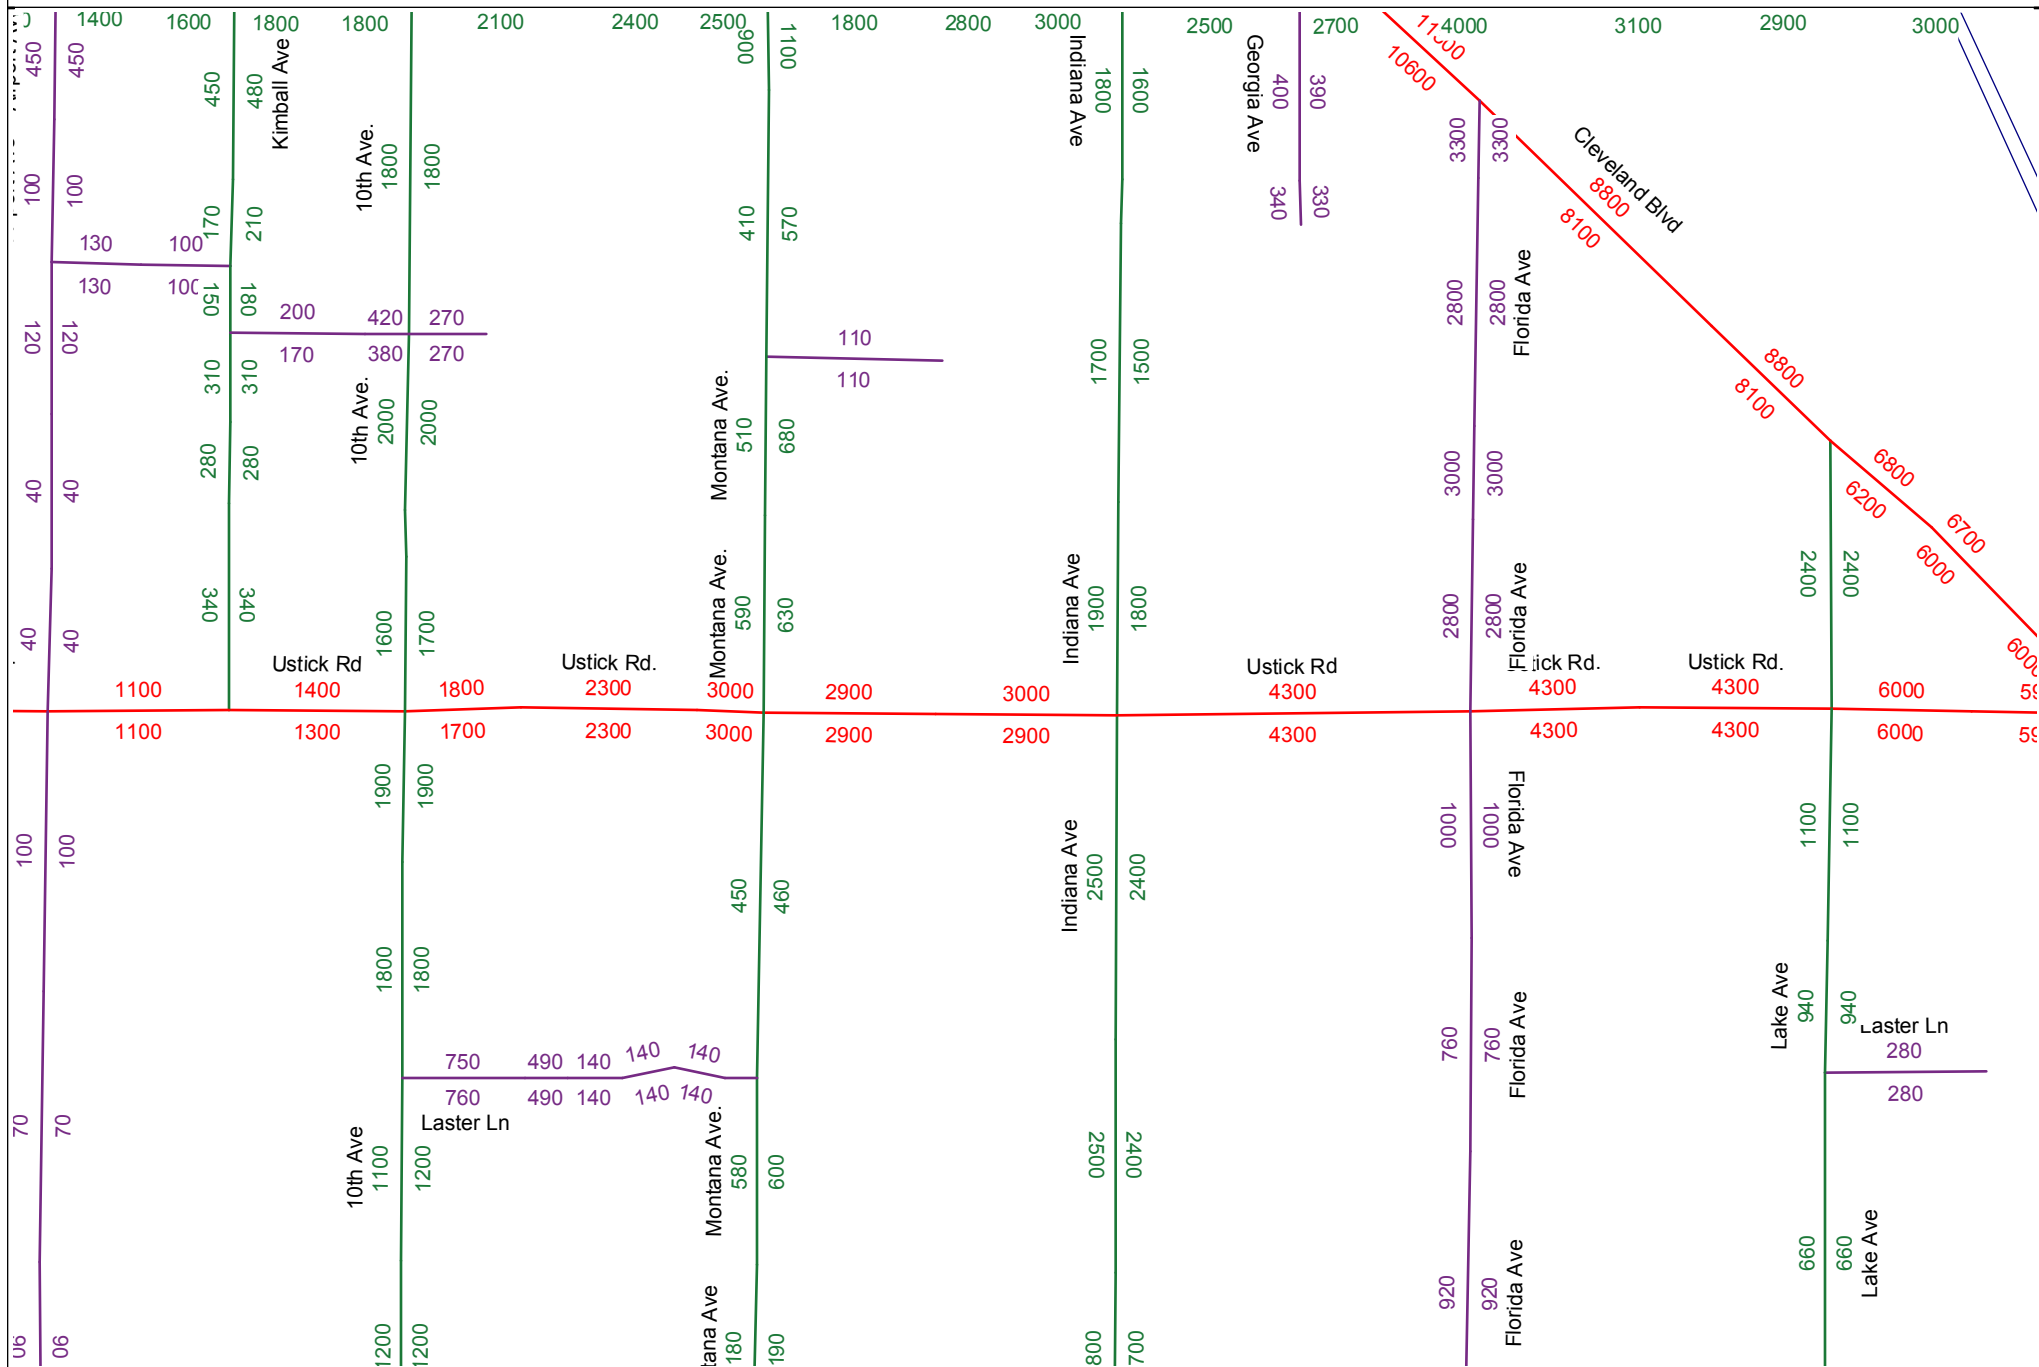 1400 1600 1800 1800 2100 2400 2500 1800 2800 3000 2500 2700 4000 3100 2900 3000
450 450
450 480
Kimball Ave
10th Ave.
1800 1800
900 1100
Indiana Ave
1800 1600
Georgia Ave
400 390
10600
3300 3300
Cleveland Blvd
8800
8100
100 100
170 210
410 570
340 330
130 100
130
150 180
200 420 270
170 380 270
120 120
310 310
110
110
1700 1500
2800 2800
Florida Ave
8800
8100
10th Ave.
2000 2000
Montana Ave.
510 680
40 40
280 280
3000 3000
6800
6200
6700
6000
340 340
1600 1700
Montana Ave.
590 630
Indiana Ave
1900 1800
2800 2800
Florida Ave
2400 2400
40 40
Ustick Rd
Ustick Rd.
Ustick Rd
Rd.
Ustick Rd.
1100 1400 1800 2300 3000 2900 3000 4300 4300 4300 6000
1100 1300 1700 2300 3000 2900 2900 4300 4300 4300 6000
1900 1900
100 100
450 460
Indiana Ave
2500 2400
1000 1000
Florida Ave
1100 1100
1800 1800
760 760
Florida Ave
Lake Ave
940 940
Laster Ln
280
280
750 490 140 140 140
760 490 140 140 140
Laster Ln
70 70
10th Ave
1100 1200
Montana Ave.
580 600
2500 2400
920 920
Florida Ave
660 660
Lake Ave
90
1200 1200
Ave
180 190